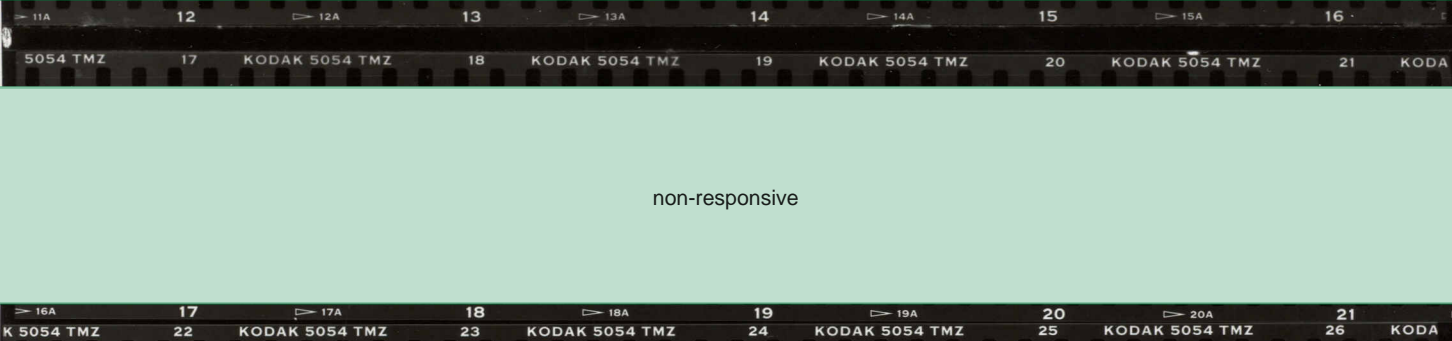 11A 12 12A 13 13A 14 14A 15 15A 16
5054 TMZ 17 KODAK 5054 TMZ 18 KODAK 5054 TMZ 19 KODAK 5054 TMZ 20 KODAK 5054 TMZ 21 KODA
non-responsive
16A 17 17A 18 18A 19 19A 20 20A 21
K 5054 TMZ 22 KODAK 5054 TMZ 23 KODAK 5054 TMZ 24 KODAK 5054 TMZ 25 KODAK 5054 TMZ 26 KODA